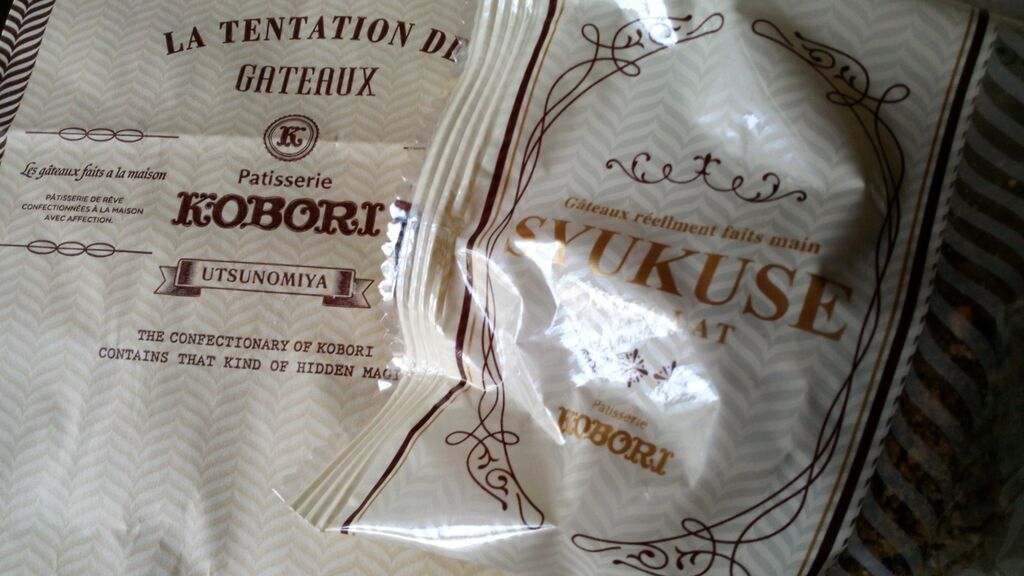 LA TENTATION DE
GATEAUX
K
Les gâteaux faits a la maison
PÂTISSERIE DE RÊVE
CONFECTIONNÉES À LA MAISON
AVEC AFFECTION.
Patisserie
KOBORI
UTSUNOMIYA
THE CONFECTIONARY OF KOBORI
CONTAINS THAT KIND OF HIDDEN MAGI
Gâteaux réellment faits main
SYUKUSE
Patisserie
KOBORI